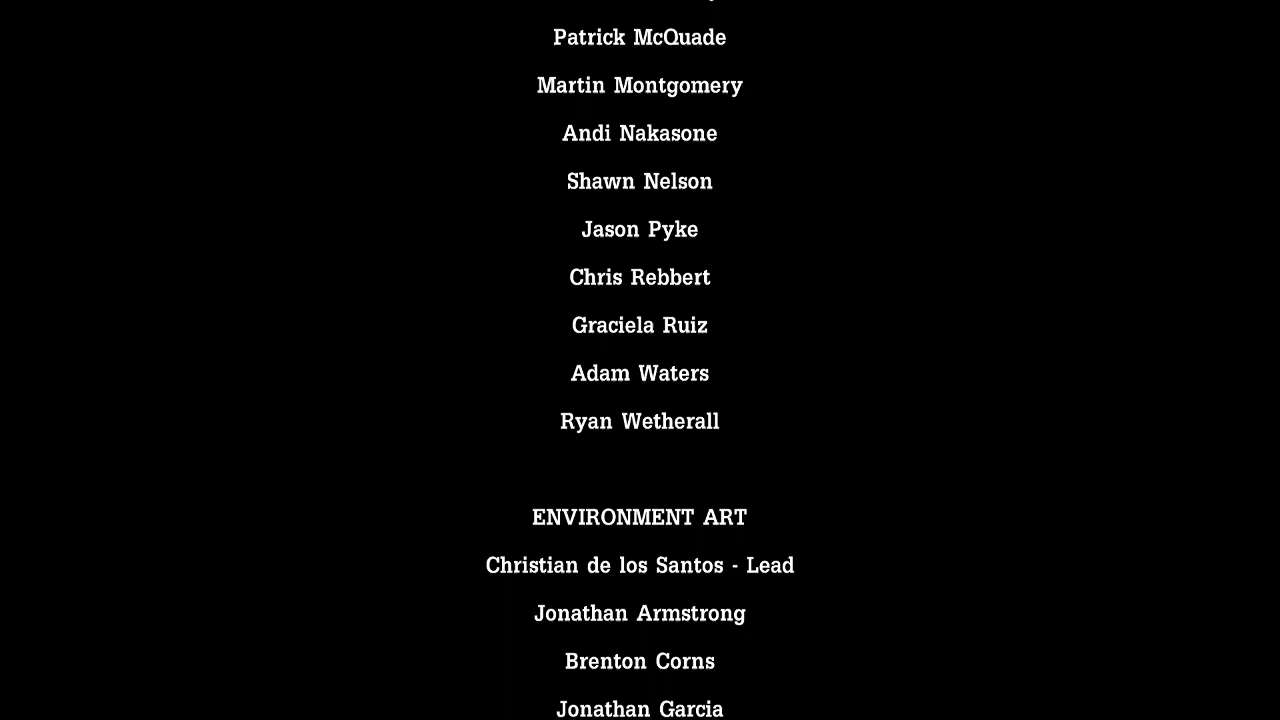 Patrick McQuade
Martin Montgomery
Andi Nakasone
Shawn Nelson
Jason Pyke
Chris Rebbert
Graciela Ruiz
Adam Waters
Ryan Wetherall
ENVIRONMENT ART
Christian de los Santos - Lead
Jonathan Armstrong
Brenton Corns
Jonathan Garcia